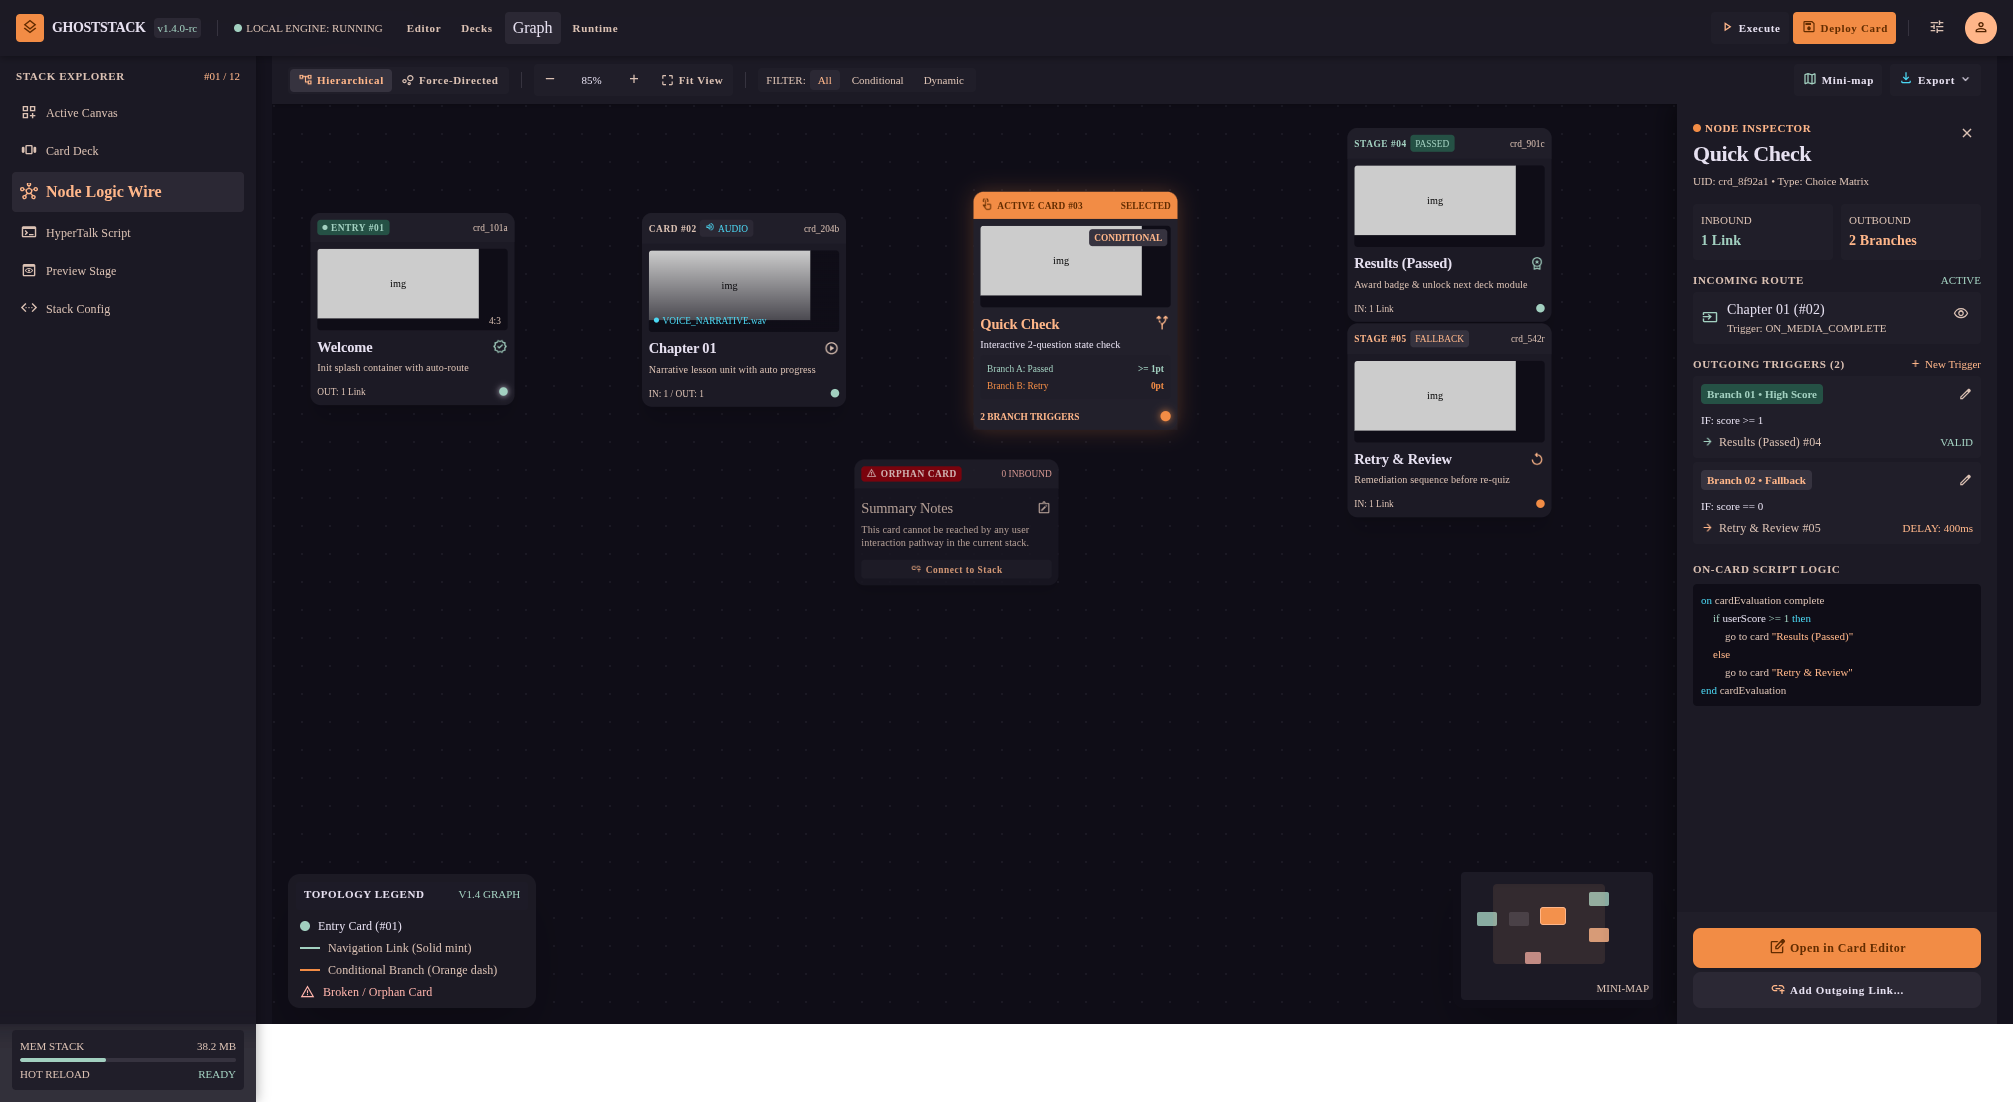 GHOSTSTACK v1.4.0-rc
LOCAL ENGINE: RUNNING
Editor Decks Graph Runtime
Execute Deploy Card
STACK EXPLORER #01 / 12
Active Canvas
Card Deck
Node Logic Wire
HyperTalk Script
Preview Stage
Stack Config
MEM STACK 38.2 MB
HOT RELOAD READY
Hierarchical Force-Directed
85% Fit View
FILTER: All Conditional Dynamic
Mini-map Export
ENTRY #01 crd_101a
img
4:3
Welcome
Init splash container with auto-route
OUT: 1 Link
CARD #02 AUDIO crd_204b
img
VOICE_NARRATIVE.wav
Chapter 01
Narrative lesson unit with auto progress
IN: 1 / OUT: 1
ACTIVE CARD #03 SELECTED
CONDITIONAL
img
Quick Check
Interactive 2-question state check
Branch A: Passed >= 1pt
Branch B: Retry 0pt
2 BRANCH TRIGGERS
ORPHAN CARD 0 INBOUND
Summary Notes
This card cannot be reached by any user
interaction pathway in the current stack.
Connect to Stack
STAGE #04 PASSED crd_901c
img
Results (Passed)
Award badge & unlock next deck module
IN: 1 Link
STAGE #05 FALLBACK crd_542r
img
Retry & Review
Remediation sequence before re-quiz
IN: 1 Link
TOPOLOGY LEGEND V1.4 GRAPH
Entry Card (#01)
Navigation Link (Solid mint)
Conditional Branch (Orange dash)
Broken / Orphan Card
MINI-MAP
NODE INSPECTOR
Quick Check
UID: crd_8f92a1 • Type: Choice Matrix
INBOUND OUTBOUND
1 Link 2 Branches
INCOMING ROUTE ACTIVE
Chapter 01 (#02)
Trigger: ON_MEDIA_COMPLETE
OUTGOING TRIGGERS (2) New Trigger
Branch 01 • High Score
IF: score >= 1
Results (Passed) #04 VALID
Branch 02 • Fallback
IF: score == 0
Retry & Review #05 DELAY: 400ms
ON-CARD SCRIPT LOGIC
on cardEvaluation complete
if userScore >= 1 then
go to card "Results (Passed)"
else
go to card "Retry & Review"
end cardEvaluation
Open in Card Editor
Add Outgoing Link...